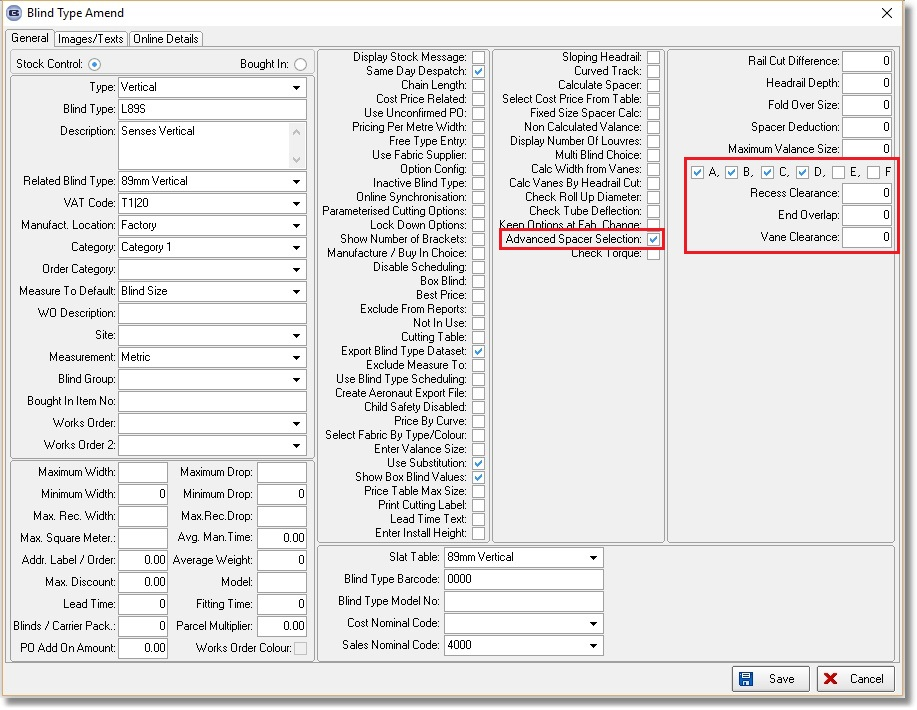 Blind Type Amend
General
Images/Texts
Online Details
Stock Control:
Bought In:
Type: Vertical
Blind Type: L89S
Description: Senses Vertical
Related Blind Type: 89mm Vertical
VAT Code: T1|20
Manufact. Location: Factory
Category: Category 1
Order Category:
Measure To Default: Blind Size
WO Description:
Site:
Measurement: Metric
Blind Group:
Bought In Item No:
Works Order:
Works Order 2:
Maximum Width: Maximum Drop:
Minimum Width: 0 Minimum Drop: 0
Max. Rec. Width: Max.Rec.Drop:
Max. Square Meter.: Avg. Man.Time: 0.00
Addr. Label / Order: 0.00 Average Weight: 0
Max. Discount: 0.00 Model:
Lead Time: 0 Fitting Time: 0
Blinds / Carrier Pack.: 0 Parcel Multiplier: 0.00
PO Add On Amount: 0.00 Works Order Colour:
Display Stock Message:
Same Day Despatch:
Chain Length:
Cost Price Related:
Use Unconfirmed PO:
Pricing Per Metre Width:
Free Type Entry:
Use Fabric Supplier:
Option Config:
Inactive Blind Type:
Online Synchronisation:
Parameterised Cutting Options:
Lock Down Options:
Show Number of Brackets:
Manufacture / Buy In Choice:
Disable Scheduling:
Box Blind:
Best Price:
Exclude From Reports:
Not In Use:
Cutting Table:
Export Blind Type Dataset:
Exclude Measure To:
Use Blind Type Scheduling:
Create Aeronaut Export File:
Child Safety Disabled:
Price By Curve:
Select Fabric By Type/Colour:
Enter Valance Size:
Use Substitution:
Show Box Blind Values:
Price Table Max Size:
Print Cutting Label:
Lead Time Text:
Enter Install Height:
Sloping Headrail:
Curved Track:
Calculate Spacer:
Select Cost Price From Table:
Fixed Size Spacer Calc:
Non Calculated Valance:
Display Number Of Louvres:
Multi Blind Choice:
Calc Width from Vanes:
Calc Vanes By Headrail Cut:
Check Roll Up Diameter:
Check Tube Deflection:
Keep Options at Fab. Change:
Advanced Spacer Selection:
Check Torque:
Rail Cut Difference: 0
Headrail Depth: 0
Fold Over Size: 0
Spacer Deduction: 0
Maximum Valance Size: 0
A, B, C, D, E, F
Recess Clearance: 0
End Overlap: 0
Vane Clearance: 0
Slat Table: 89mm Vertical
Blind Type Barcode: 0000
Blind Type Model No:
Cost Nominal Code:
Sales Nominal Code: 4000
Save
Cancel